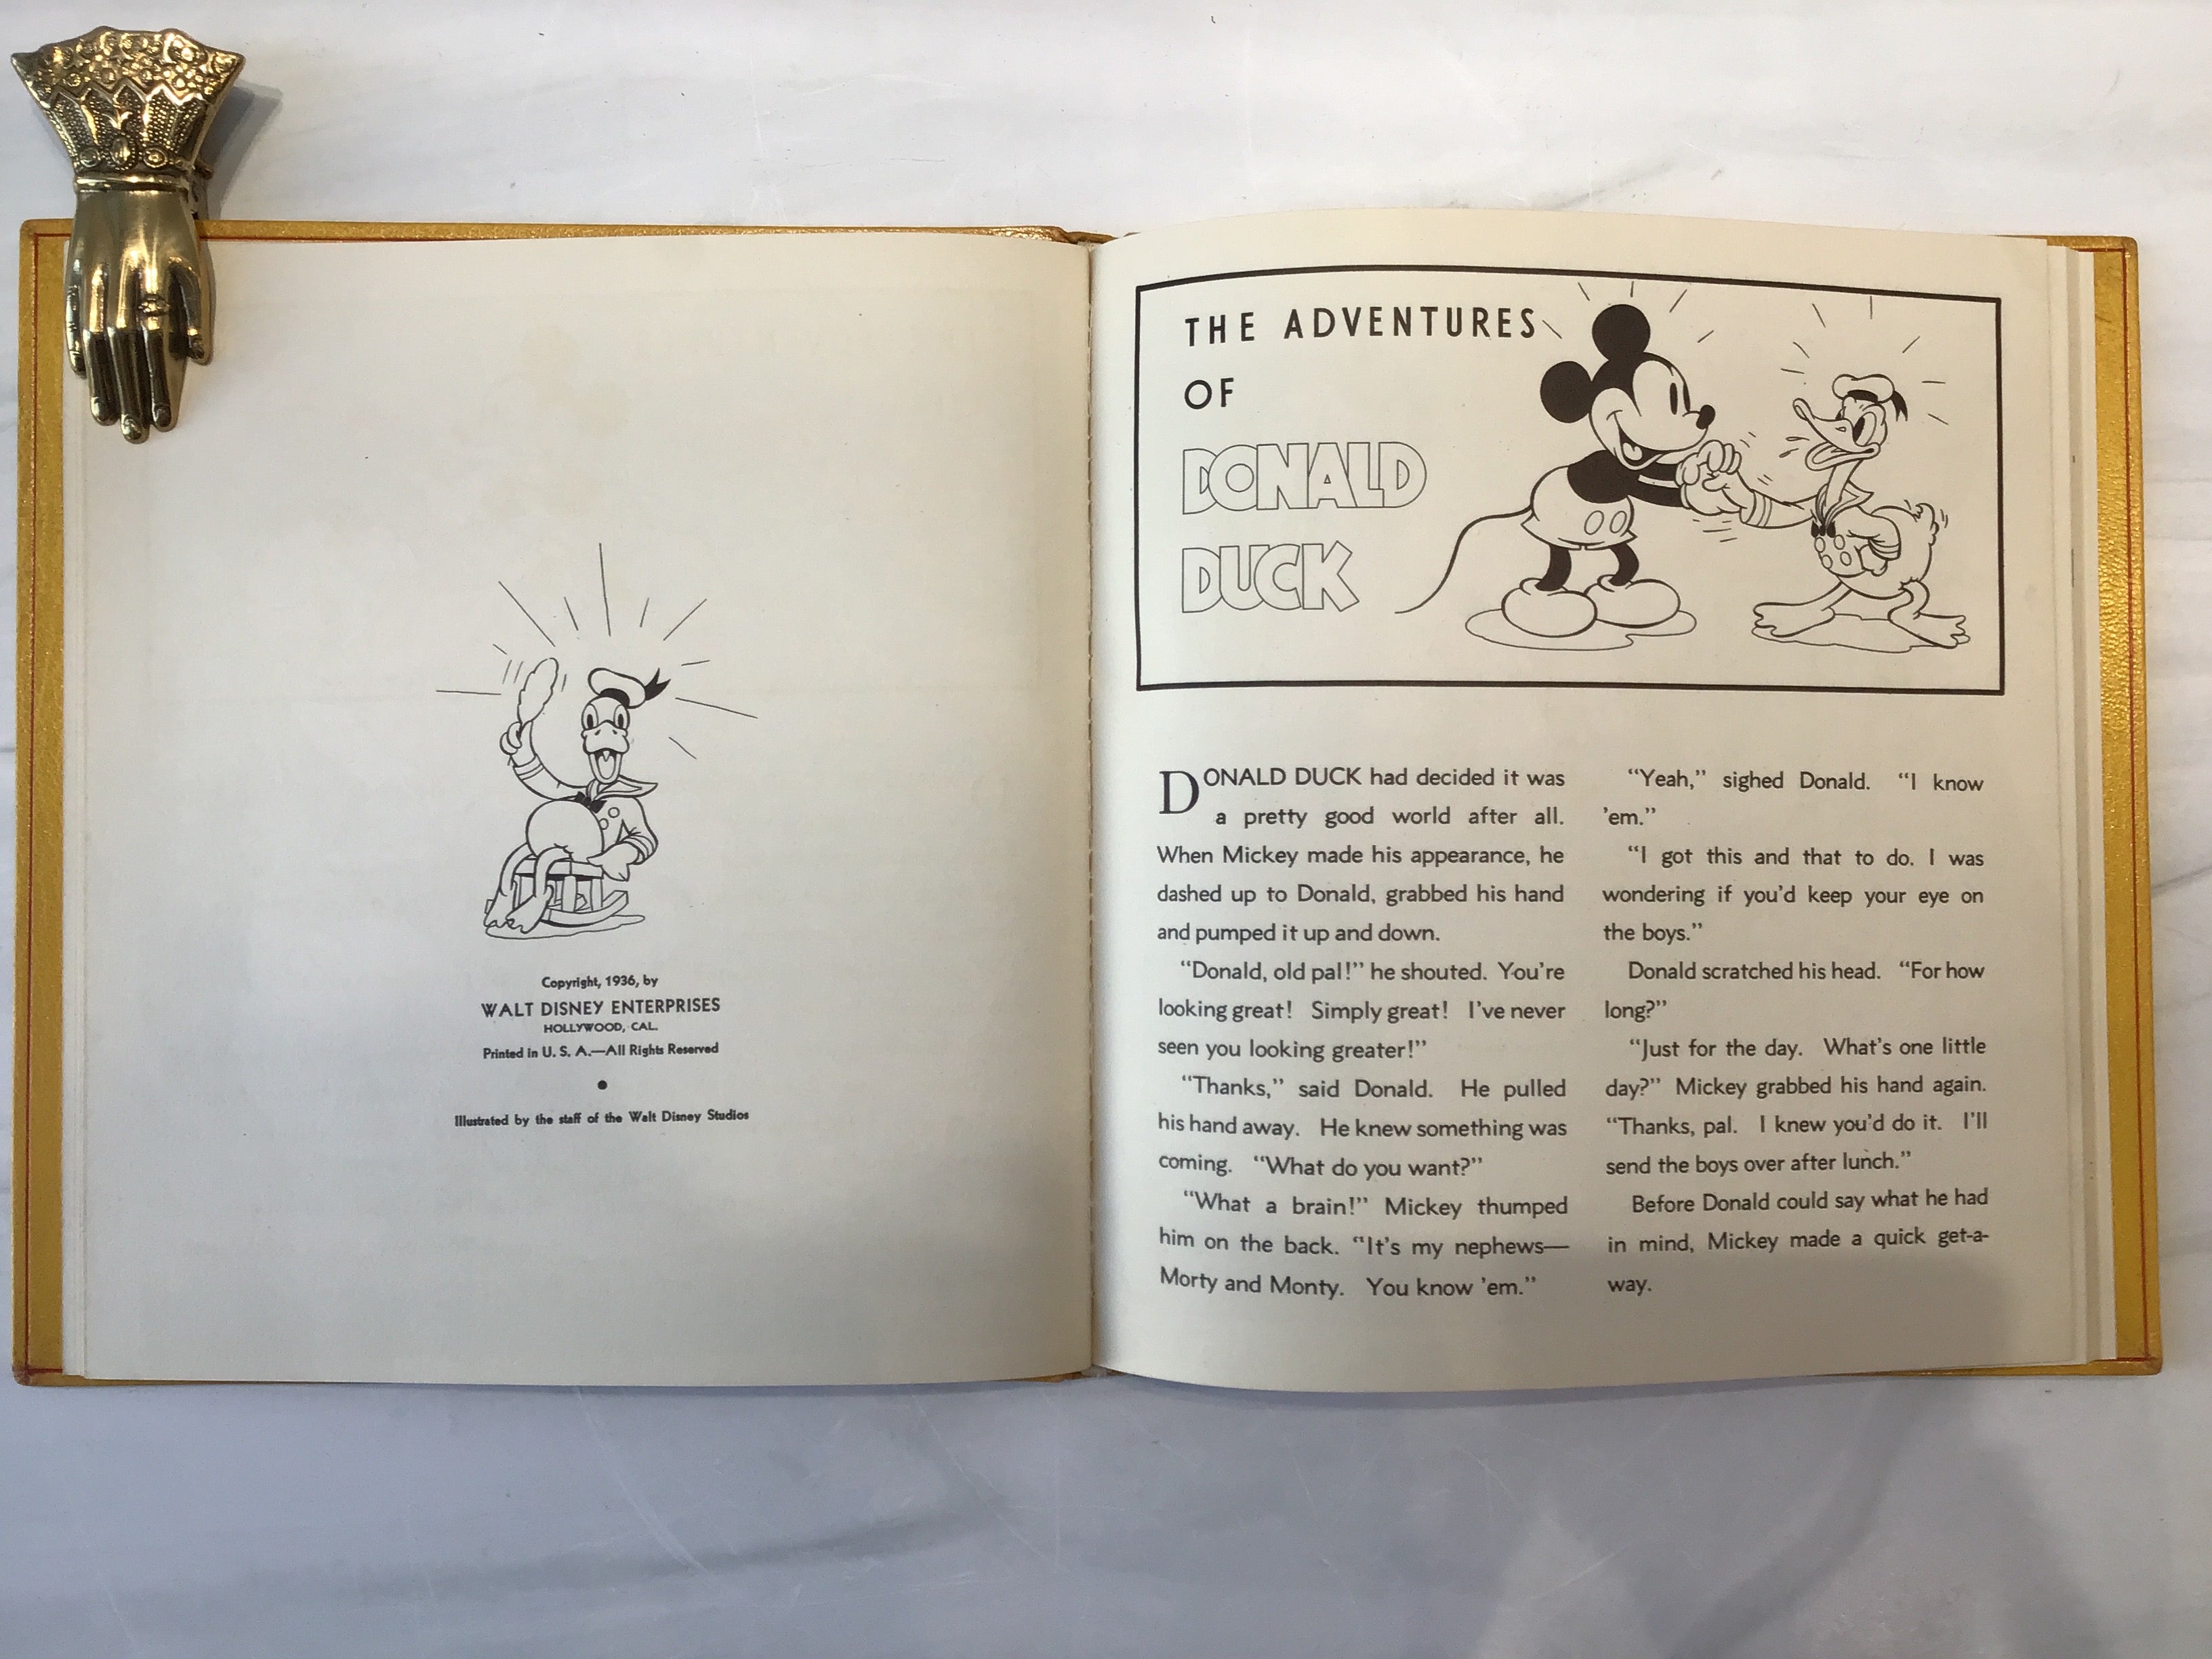 Copyright, 1936, by
WALT DISNEY ENTERPRISES
HOLLYWOOD, CAL.
Printed in U. S. A.—All Rights Reserved
Illustrated by the staff of the Walt Disney Studios
THE ADVENTURES
OF
DONALD
DUCK
DONALD DUCK had decided it was
a pretty good world after all.
When Mickey made his appearance, he
dashed up to Donald, grabbed his hand
and pumped it up and down.
“Donald, old pal!” he shouted. You’re
looking great! Simply great! I’ve never
seen you looking greater!”
“Thanks,” said Donald. He pulled
his hand away. He knew something was
coming. “What do you want?”
“What a brain!” Mickey thumped
him on the back. “It’s my nephews—
Morty and Monty. You know ’em.”
“Yeah,” sighed Donald. “I know
’em.”
“I got this and that to do. I was
wondering if you’d keep your eye on
the boys.”
Donald scratched his head. “For how
long?”
“Just for the day. What’s one little
day?” Mickey grabbed his hand again.
“Thanks, pal. I knew you’d do it. I’ll
send the boys over after lunch.”
Before Donald could say what he had
in mind, Mickey made a quick get-a-
way.